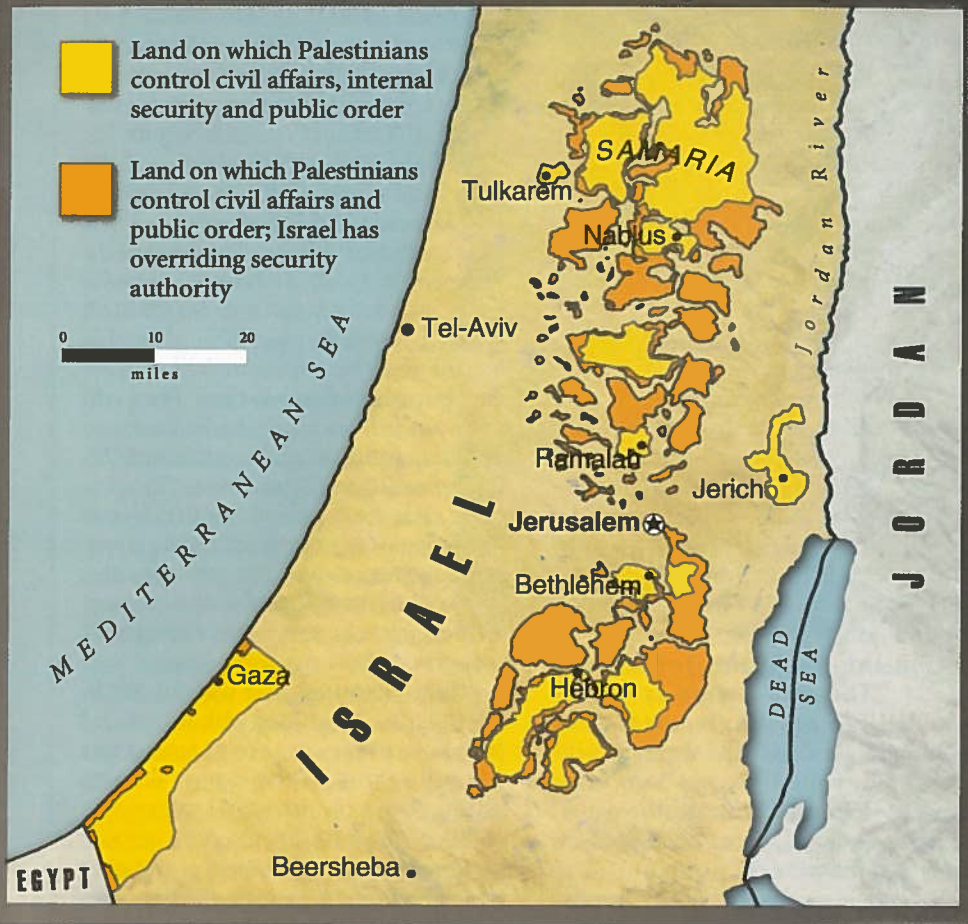 Land on which Palestinians
control civil affairs, internal
security and public order
Land on which Palestinians
control civil affairs and
public order; Israel has
overriding security
authority
0 10 20
miles
MEDITERRANEAN SEA
Tel-Aviv
SAMARIA
Tulkarem
Nablus
Jordan River
JORDAN
Ramalah
Jericho
Jerusalem
Bethlehem
ISRAEL
DEAD
SEA
Gaza
Hebron
Beersheba
EGYPT